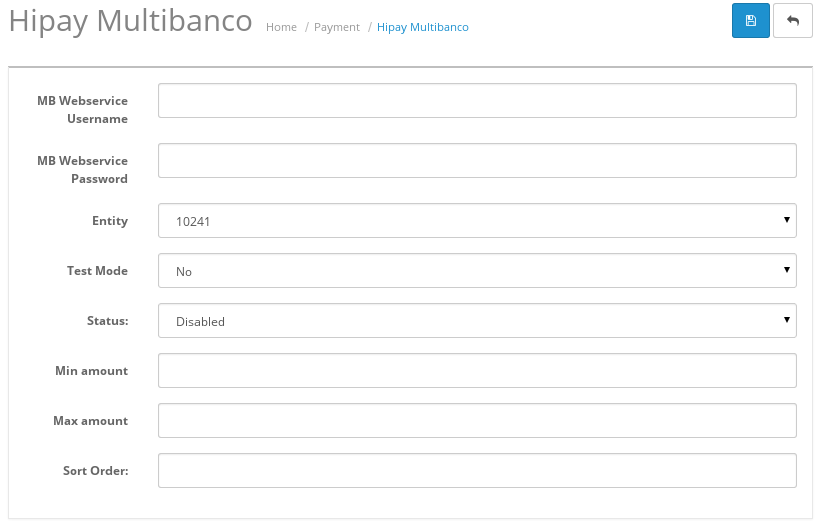 Hipay Multibanco
Home / Payment / Hipay Multibanco
MB Webservice
Username
MB Webservice
Password
Entity
10241
Test Mode
No
Status:
Disabled
Min amount
Max amount
Sort Order: